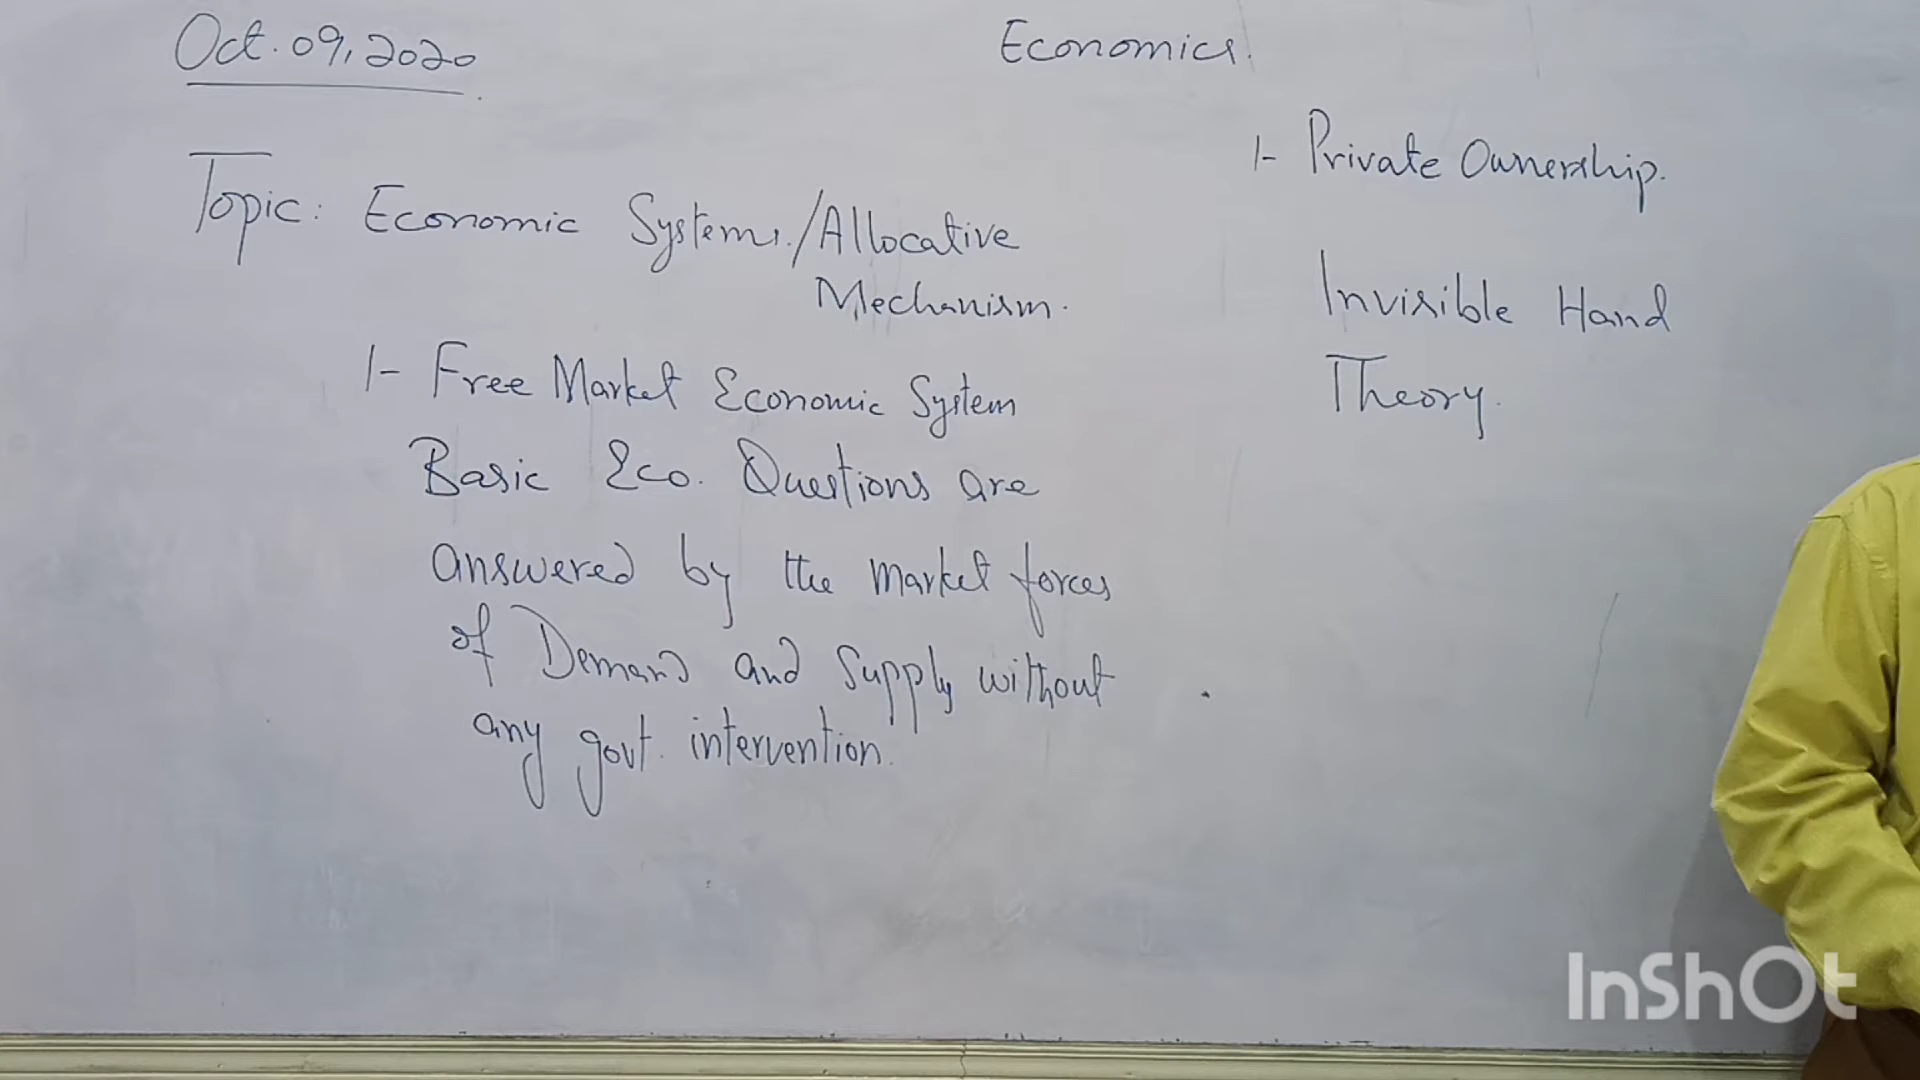 Oct. 09, 2020
Economics.
Topic: Economic Systems./Allocative
Mechanism.
1- Free Market Economic System
Basic Eco. Questions are
answered by the market forces
of Demand and Supply without
any govt. intervention.
1- Private Ownership.
Invisible Hand
Theory.
InShOt